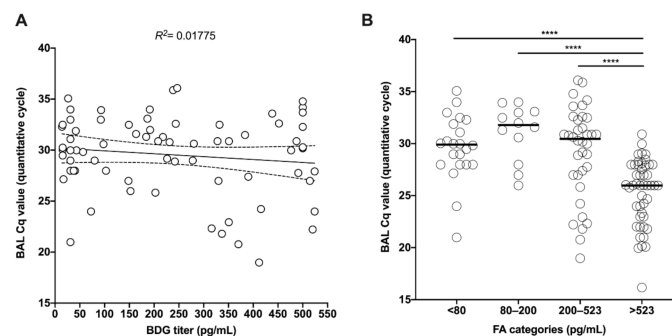 A
R²= 0.01775
BAL Cq value (quantitative cycle)
40
35
30
25
20
15
0 50 100 150 200 250 300 350 400 450 500 550
BDG titer (pg/mL)
B
****
****
****
BAL Cq value (quantitative cycle)
40
35
30
25
20
15
<80 80–200 200–523 >523
FA categories (pg/mL)